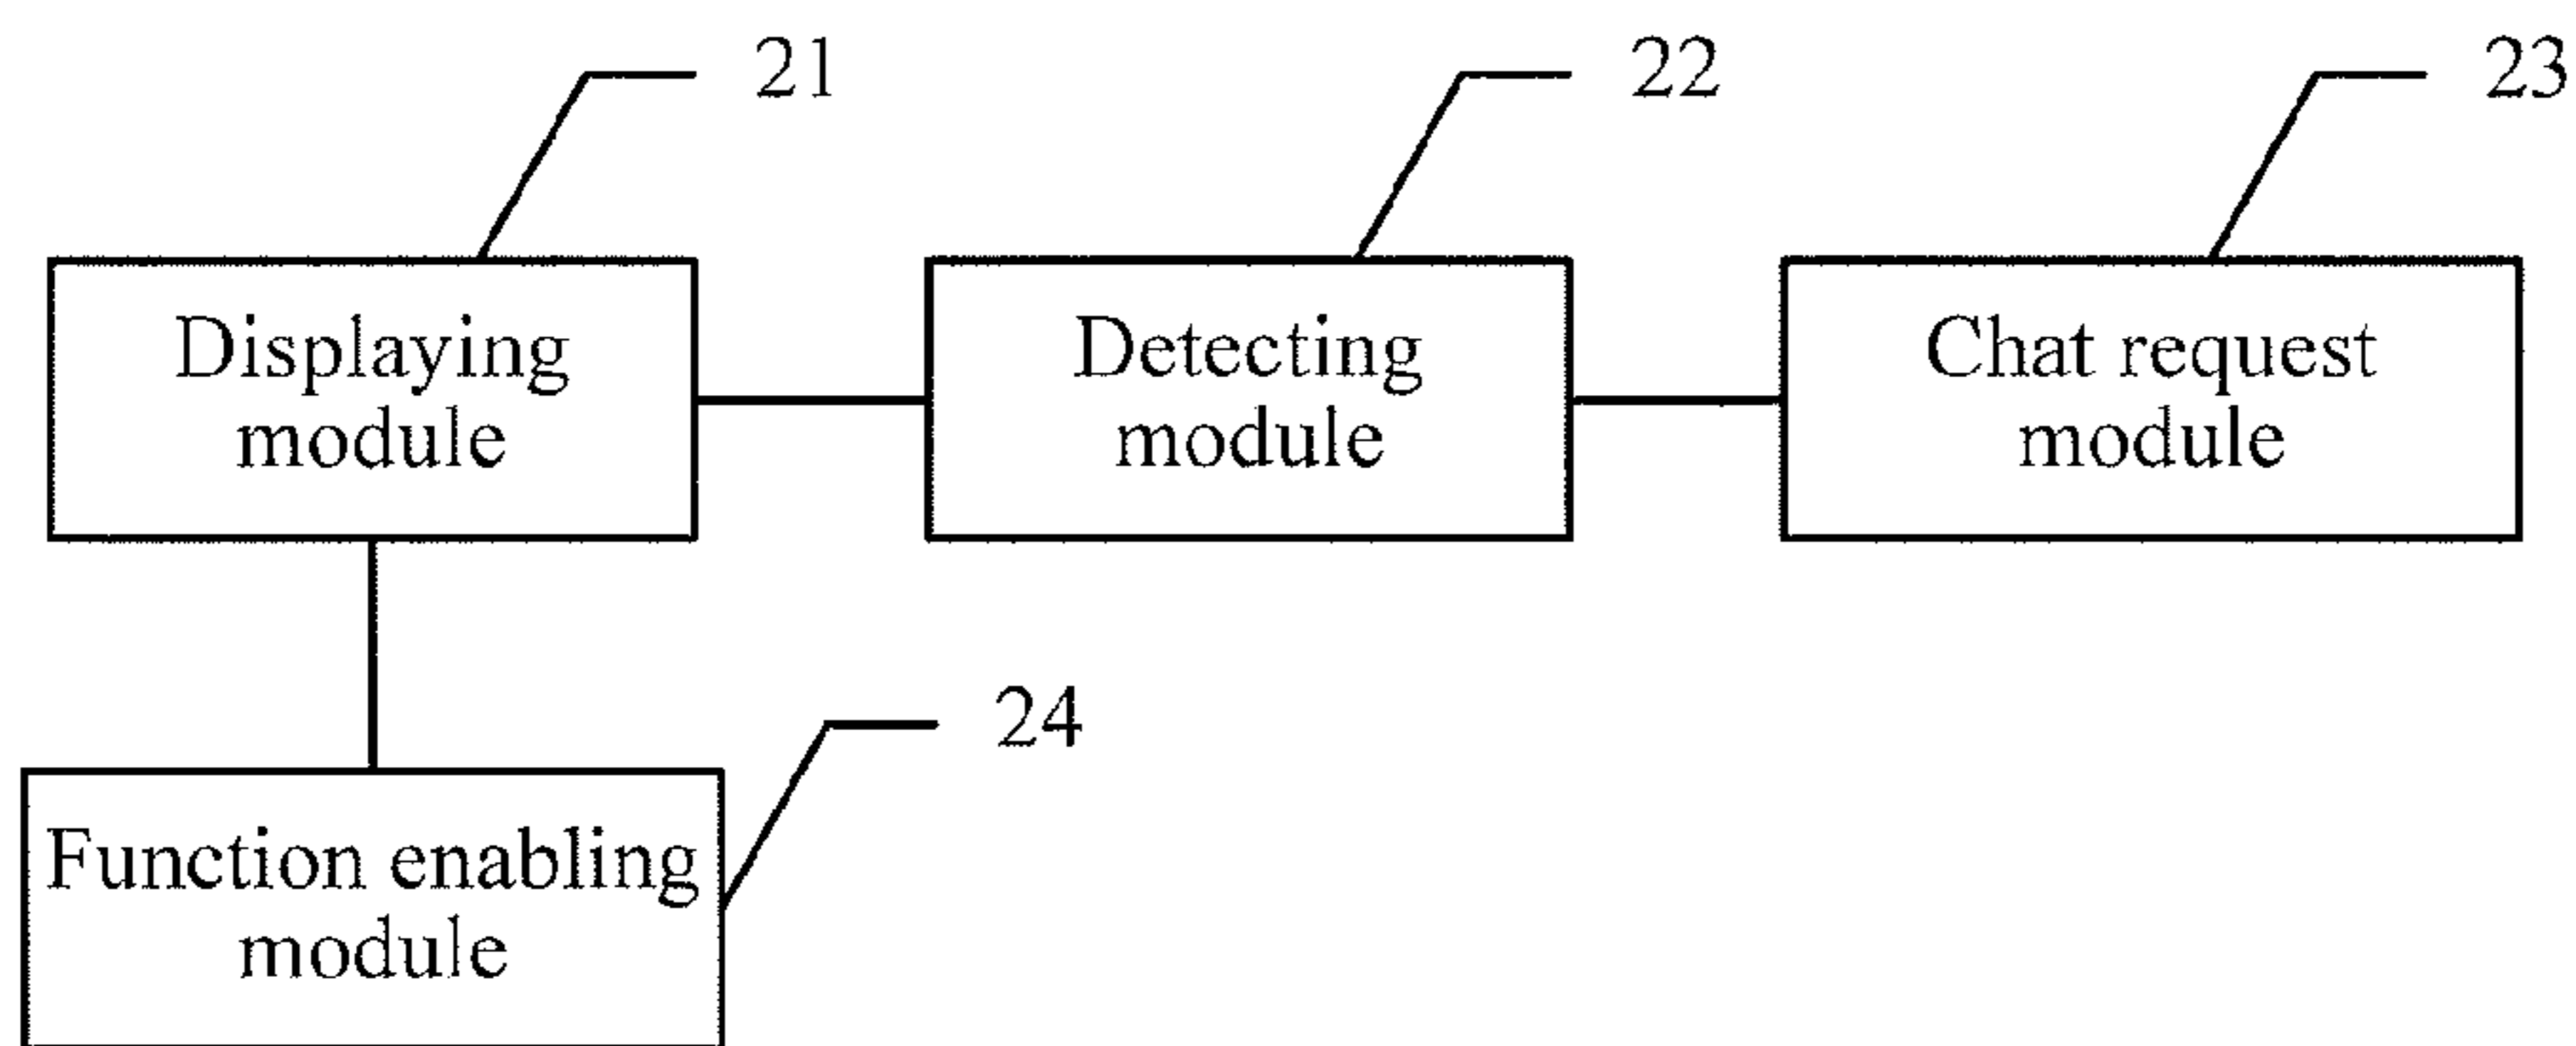 21
22
23
Displaying
module
Detecting
module
Chat request
module
24
Function enabling
module